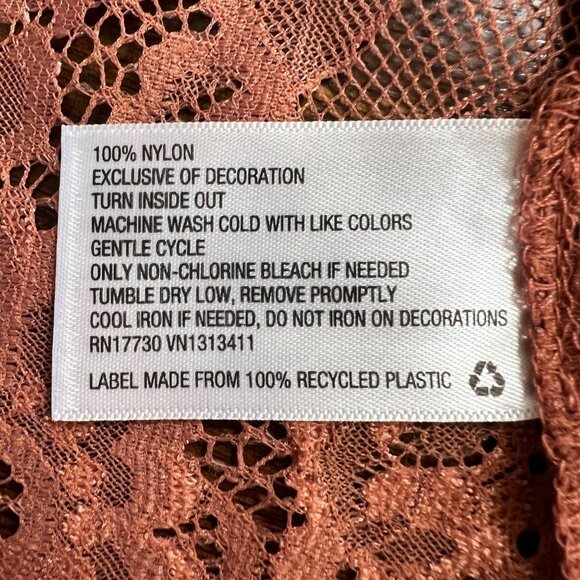 100% NYLON
EXCLUSIVE OF DECORATION
TURN INSIDE OUT
MACHINE WASH COLD WITH LIKE COLORS
GENTLE CYCLE
ONLY NON-CHLORINE BLEACH IF NEEDED
TUMBLE DRY LOW, REMOVE PROMPTLY
COOL IRON IF NEEDED, DO NOT IRON ON DECORATIONS
RN17730 VN1313411
LABEL MADE FROM 100% RECYCLED PLASTIC